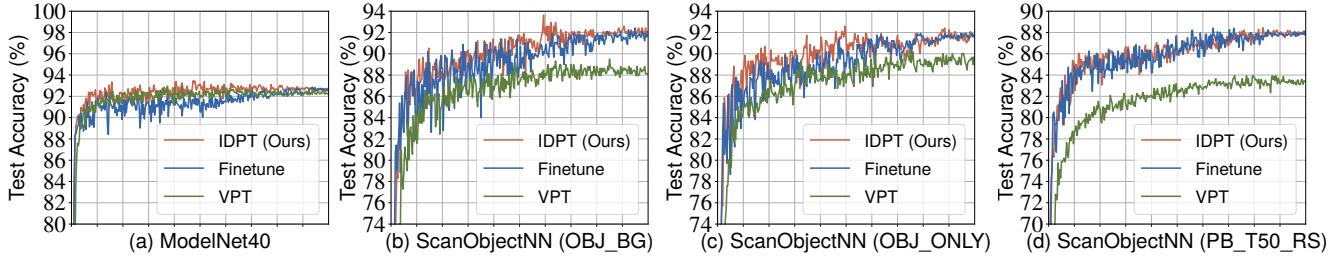 Test Accuracy (%)
100
98
96
94
92
90
88
86
84
82
80
IDPT (Ours)
Finetune
VPT
(a) ModelNet40
Test Accuracy (%)
94
92
90
88
86
84
82
80
78
76
74
IDPT (Ours)
Finetune
VPT
(b) ScanObjectNN (OBJ_BG)
Test Accuracy (%)
94
92
90
88
86
84
82
80
78
76
74
IDPT (Ours)
Finetune
VPT
(c) ScanObjectNN (OBJ_ONLY)
Test Accuracy (%)
90
88
86
84
82
80
78
76
74
72
70
IDPT (Ours)
Finetune
VPT
(d) ScanObjectNN (PB_T50_RS)